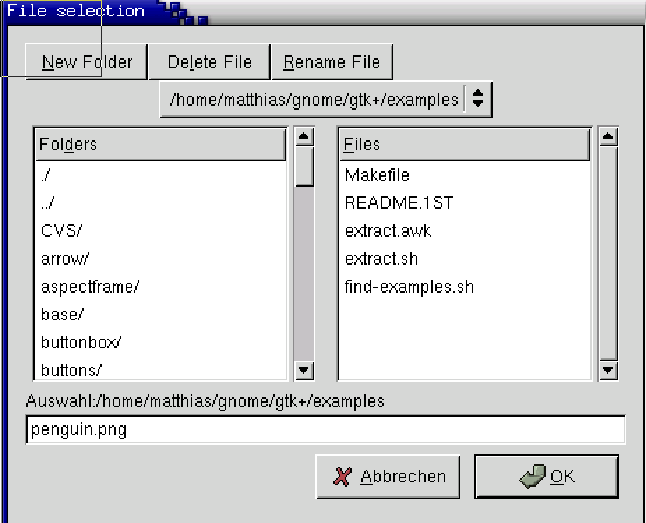 File selection
New Folder Delete File Rename File
/home/matthias/gnome/gtk+/examples
Folders
./
../
CVS/
arrow/
aspectframe/
base/
buttonbox/
buttons/
Files
Makefile
README.1ST
extract.awk
extract.sh
find-examples.sh
Auswahl:/home/matthias/gnome/gtk+/examples
penguin.png
Abbrechen OK